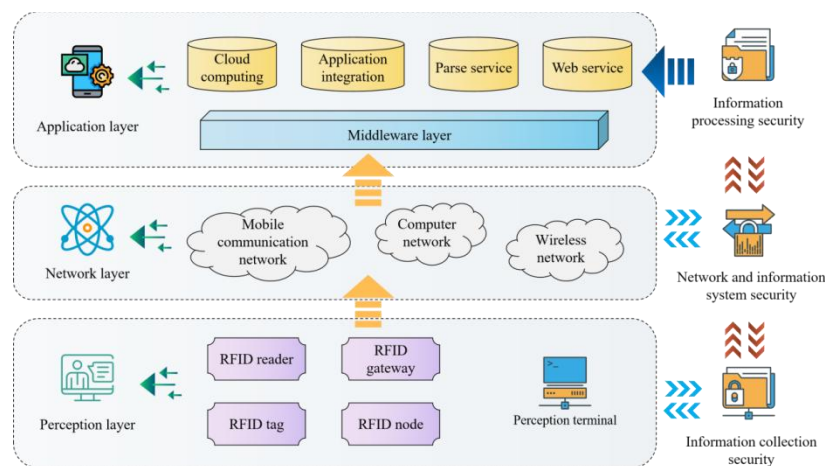 Cloud
computing
Application
integration
Parse service
Web service
Application layer
Middleware layer
Information
processing security
Mobile
communication
network
Computer
network
Wireless
network
Network layer
Network and information
system security
RFID reader
RFID
gateway
>_
Perception layer
RFID tag
RFID node
Perception terminal
Information collection
security